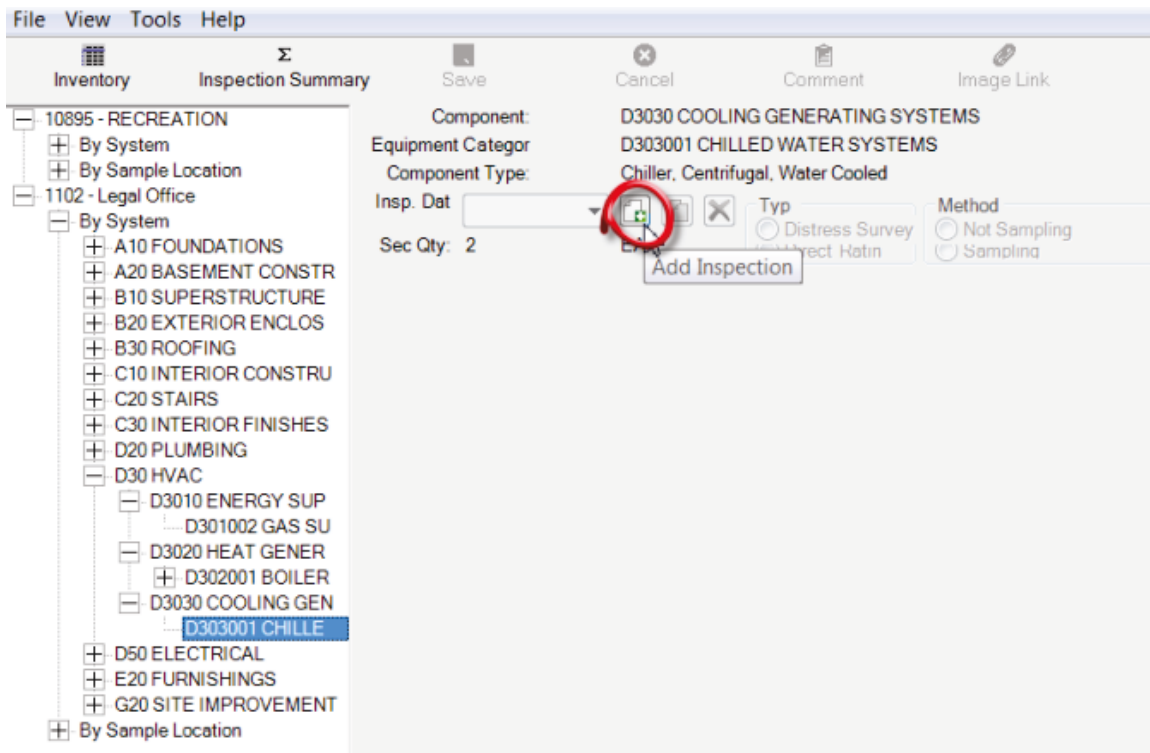 File View Tools Help
Inventory Inspection Summary Save Cancel Comment Image Link
10895 - RECREATION
By System
By Sample Location
1102 - Legal Office
By System
A10 FOUNDATIONS
A20 BASEMENT CONSTR
B10 SUPERSTRUCTURE
B20 EXTERIOR ENCLOS
B30 ROOFING
C10 INTERIOR CONSTRU
C20 STAIRS
C30 INTERIOR FINISHES
D20 PLUMBING
D30 HVAC
D3010 ENERGY SUP
D301002 GAS SU
D3020 HEAT GENER
D302001 BOILER
D3030 COOLING GEN
D303001 CHILLE
D50 ELECTRICAL
E20 FURNISHINGS
G20 SITE IMPROVEMENT
By Sample Location
Component: D3030 COOLING GENERATING SYSTEMS
Equipment Categor D303001 CHILLED WATER SYSTEMS
Component Type: Chiller, Centrifugal, Water Cooled
Insp. Dat
Sec Qty: 2
Add Inspection
Typ
Distress Survey
Ratin
Method
Not Sampling
Sampling